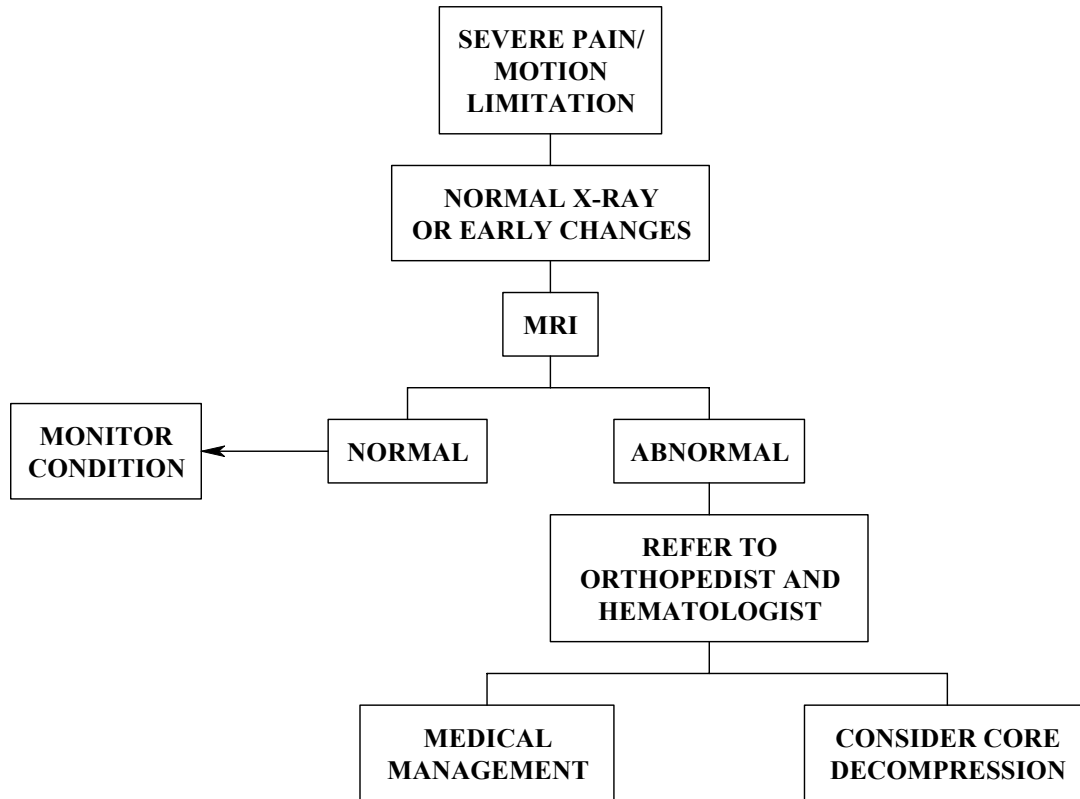 SEVERE PAIN/
MOTION
LIMITATION
NORMAL X-RAY
OR EARLY CHANGES
MRI
MONITOR
CONDITION
NORMAL
ABNORMAL
REFER TO
ORTHOPEDIST AND
HEMATOLOGIST
MEDICAL
MANAGEMENT
CONSIDER CORE
DECOMPRESSION